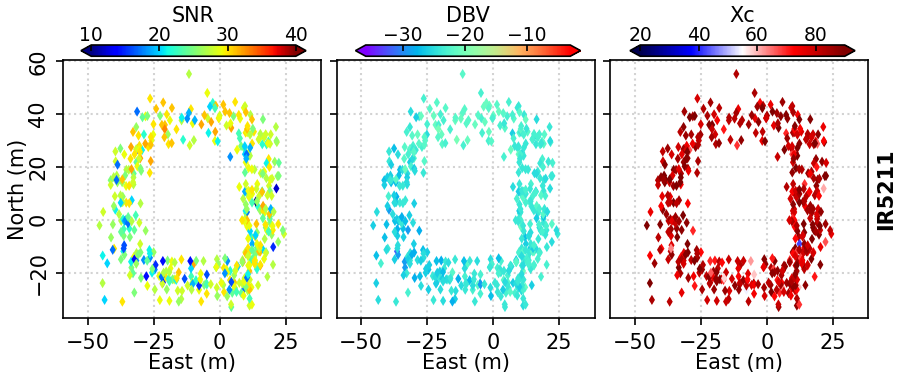 SNR DBV Xc
10 20 30 40 −30 −20 −10 20 40 60 80
60
40
20
0
−20
North (m)
−50 −25 0 25 −50 −25 0 25 −50 −25 0 25
East (m) East (m) East (m)
IR5211